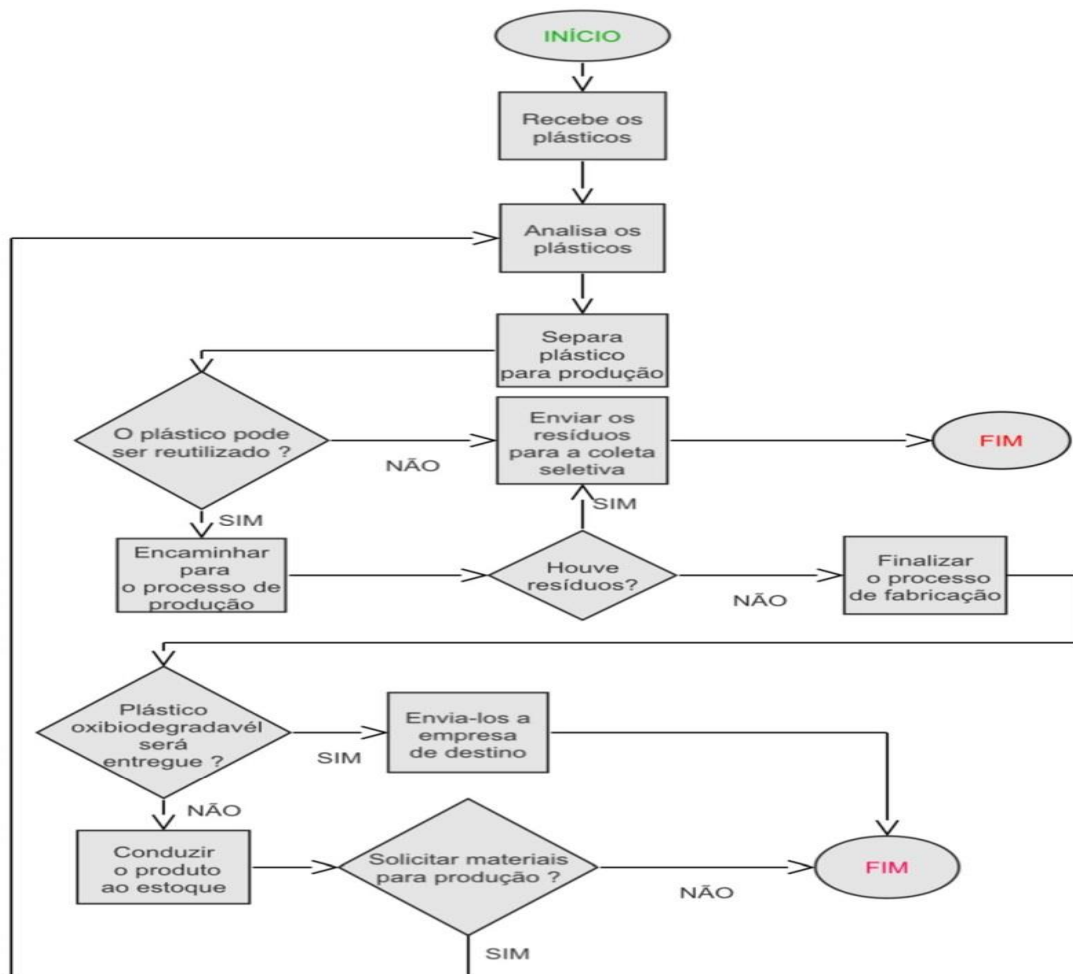 INÍCIO
Recebe os
plásticos
Analisa os
plásticos
Separa
plástico
para produção
O plástico pode
ser reutilizado ?
NÃO
Enviar os
resíduos
para a coleta
seletiva
FIM
SIM
SIM
Encaminhar
para
o processo de
produção
Houve
resíduos?
NÃO
Finalizar
o processo
de fabricação
Plástico
oxibiodegradavél
será
entregue ?
SIM
Envia-los a
empresa
de destino
NÃO
Conduzir
o produto
ao estoque
Solicitar materiais
para produção ?
NÃO
FIM
SIM